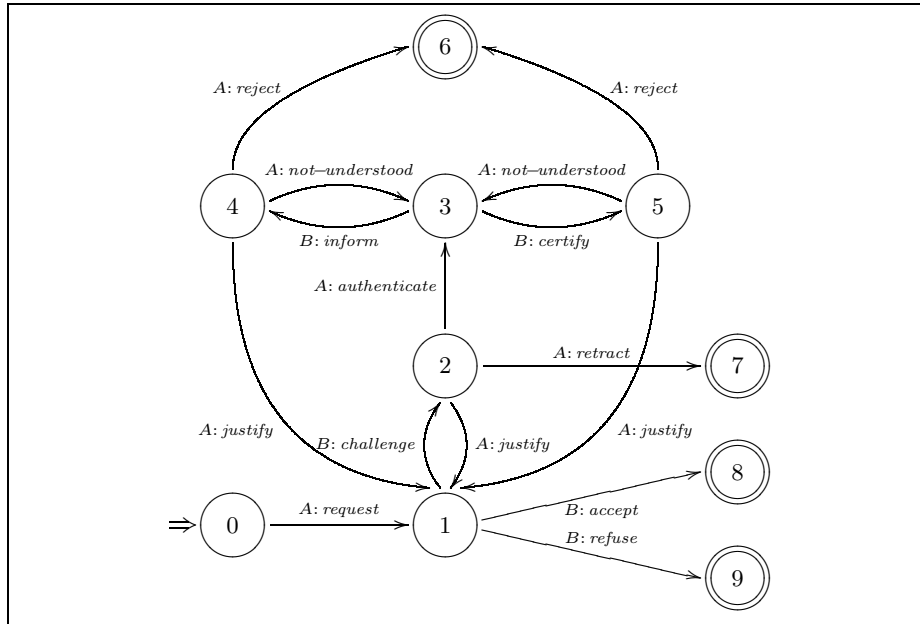 6
A: reject
A: reject
A: not–understood
A: not–understood
4
3
5
B: inform
B: certify
A: authenticate
2
A: retract
7
A: justify
B: challenge
A: justify
A: justify
8
0
A: request
1
B: accept
B: refuse
9